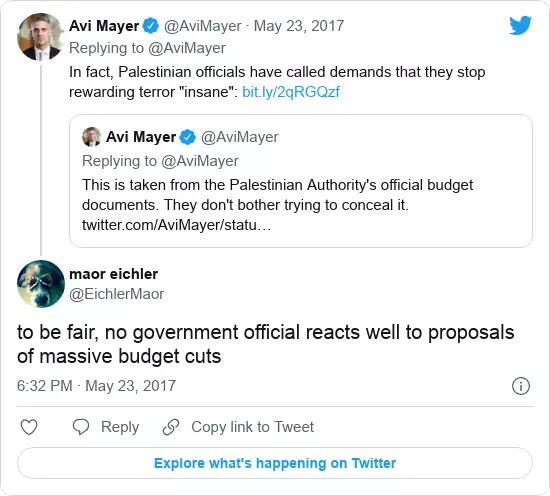 Avi Mayer @AviMayer · May 23, 2017
Replying to @AviMayer
In fact, Palestinian officials have called demands that they stop
rewarding terror "insane": bit.ly/2qRGQzf
Avi Mayer @AviMayer
Replying to @AviMayer
This is taken from the Palestinian Authority's official budget
documents. They don't bother trying to conceal it.
twitter.com/AviMayer/statu…
maor eichler
@EichlerMaor
to be fair, no government official reacts well to proposals
of massive budget cuts
6:32 PM · May 23, 2017
Reply Copy link to Tweet
Explore what's happening on Twitter